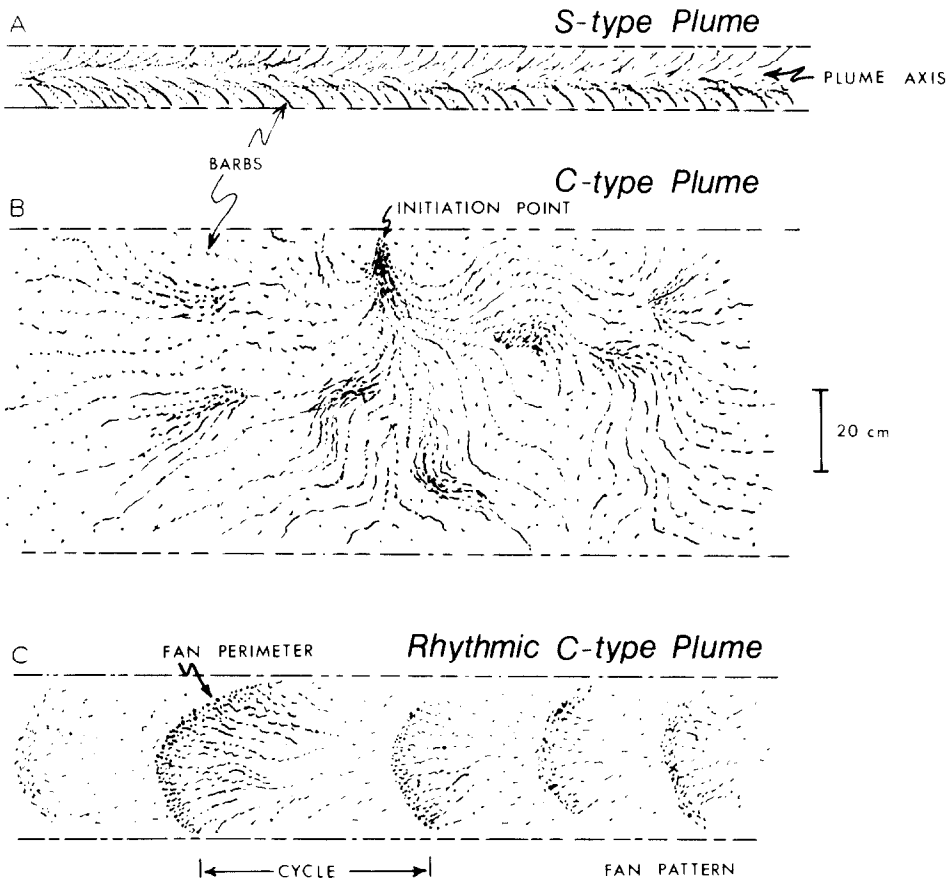 A
S-type Plume
PLUME AXIS
BARBS
C-type Plume
B
INITIATION POINT
20 cm
C
FAN PERIMETER
Rhythmic C-type Plume
CYCLE
FAN PATTERN